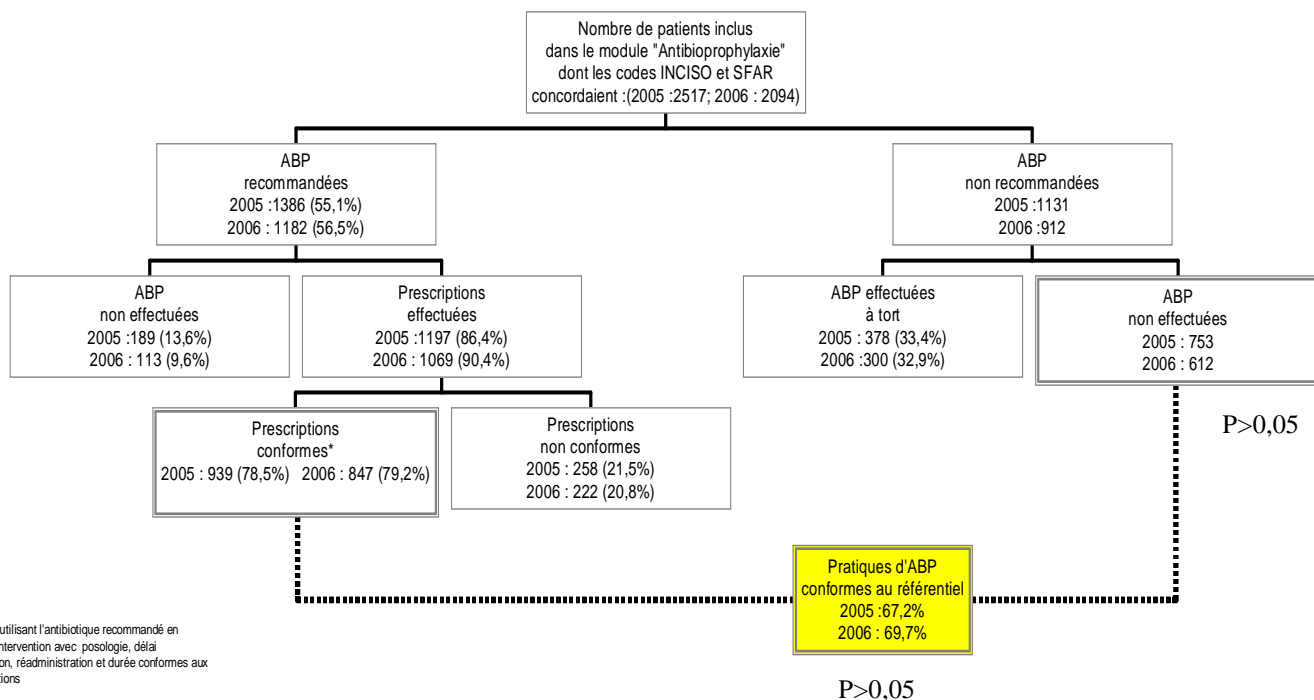 Nombre de patients inclus
dans le module "Antibioprophylaxie"
dont les codes INCISO et SFAR
concordaient :(2005 :2517; 2006 : 2094)
ABP
recommandées
2005 :1386 (55,1%)
2006 : 1182 (56,5%)
ABP
non recommandées
2005 :1131
2006 :912
ABP
non effectuées
2005 :189 (13,6%)
2006 : 113 (9,6%)
Prescriptions
effectuées
2005 :1197 (86,4%)
2006 : 1069 (90,4%)
ABP effectuées
à tort
2005 : 378 (33,4%)
2006 :300 (32,9%)
ABP
non effectuées
2005 : 753
2006 : 612
P>0,05
Prescriptions
conformes*
2005 : 939 (78,5%) 2006 : 847 (79,2%)
Prescriptions
non conformes
2005 : 258 (21,5%)
2006 : 222 (20,8%)
Pratiques d'ABP
conformes au référentiel
2005 :67,2%
2006 : 69,7%
P>0,05
utilisant l'antibiotique recommandé en
ntervention avec posologie, délai
on, réadministration et durée conformes aux
tions